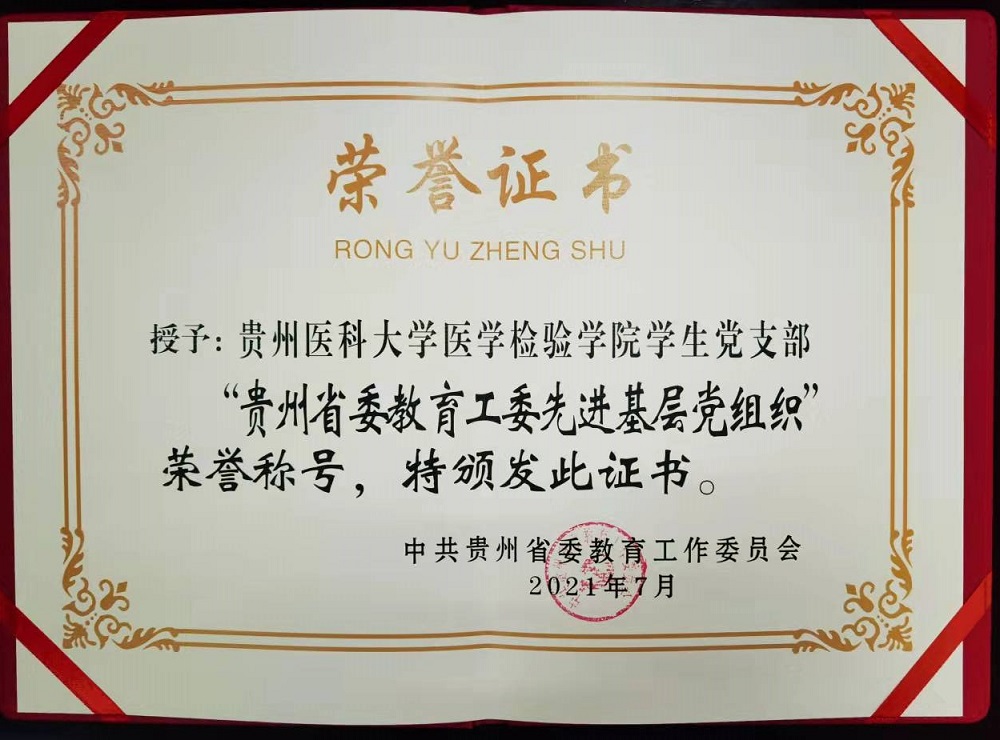 荣誉证书
RONG YU ZHENG SHU
授予：贵州医科大学医学检验学院学生党支部
“贵州省委教育工委先进基层党组织”
荣誉称号，特颁发此证书。
中共贵州省委教育工作委员会
2021年7月